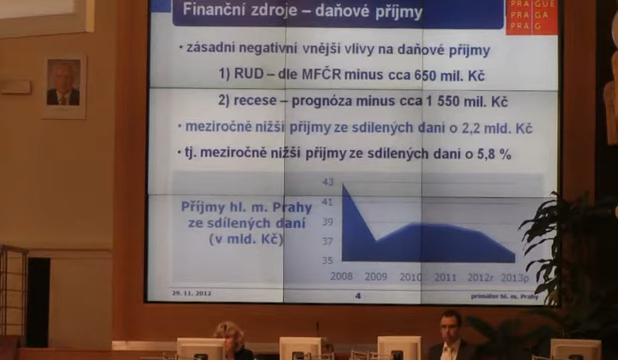 Finanční zdroje – daňové příjmy
PRAGUE
PRAGA
PRAG
• zásadní negativní vnější vlivy na daňové příjmy
1) RUD – dle MFČR minus cca 650 mil. Kč
2) recese – prognóza minus cca 1 550 mil. Kč
• meziročně nižší příjmy ze sdílených daní o 2,2 mld. Kč
• tj. meziročně nižší příjmy ze sdílených daní o 5,8 %
Příjmy hl. m. Prahy
ze sdílených daní
(v mld. Kč)
43
41
39
37
35
2008 2009 2010 2011 2012r 2013p
29. 11. 2012 4 primátor hl. m. Prahy